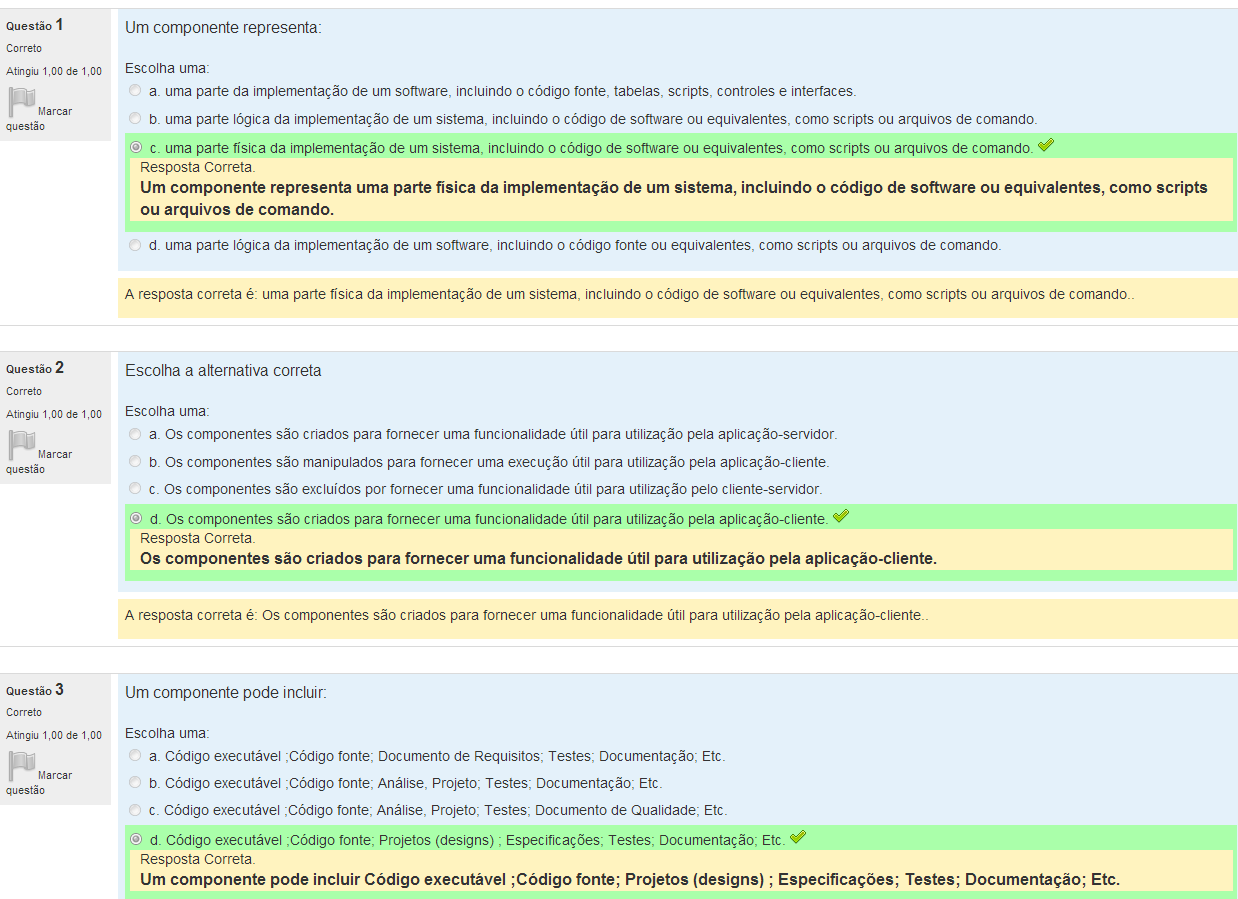 Questão 1
Correto
Atingiu 1,00 de 1,00
Marcar
questão
Um componente representa:
Escolha uma:
a. uma parte da implementação de um software, incluindo o código fonte, tabelas, scripts, controles e interfaces.
b. uma parte lógica da implementação de um sistema, incluindo o código de software ou equivalentes, como scripts ou arquivos de comando.
c. uma parte física da implementação de um sistema, incluindo o código de software ou equivalentes, como scripts ou arquivos de comando.
Resposta Correta.
Um componente representa uma parte física da implementação de um sistema, incluindo o código de software ou equivalentes, como scripts
ou arquivos de comando.
d. uma parte lógica da implementação de um software, incluindo o código fonte ou equivalentes, como scripts ou arquivos de comando.
A resposta correta é: uma parte física da implementação de um sistema, incluindo o código de software ou equivalentes, como scripts ou arquivos de comando..
Questão 2
Correto
Atingiu 1,00 de 1,00
Marcar
questão
Escolha a alternativa correta
Escolha uma:
a. Os componentes são criados para fornecer uma funcionalidade útil para utilização pela aplicação-servidor.
b. Os componentes são manipulados para fornecer uma execução útil para utilização pela aplicação-cliente.
c. Os componentes são excluídos por fornecer uma funcionalidade útil para utilização pelo cliente-servidor.
d. Os componentes são criados para fornecer uma funcionalidade útil para utilização pela aplicação-cliente.
Resposta Correta.
Os componentes são criados para fornecer uma funcionalidade útil para utilização pela aplicação-cliente.
A resposta correta é: Os componentes são criados para fornecer uma funcionalidade útil para utilização pela aplicação-cliente..
Questão 3
Correto
Atingiu 1,00 de 1,00
Marcar
questão
Um componente pode incluir:
Escolha uma:
a. Código executável ;Código fonte; Documento de Requisitos; Testes; Documentação; Etc.
b. Código executável ;Código fonte; Análise, Projeto; Testes; Documentação; Etc.
c. Código executável ;Código fonte; Análise, Projeto; Testes; Documento de Qualidade; Etc.
d. Código executável ;Código fonte; Projetos (designs) ; Especificações; Testes; Documentação; Etc.
Resposta Correta.
Um componente pode incluir Código executável ;Código fonte; Projetos (designs) ; Especificações; Testes; Documentação; Etc.